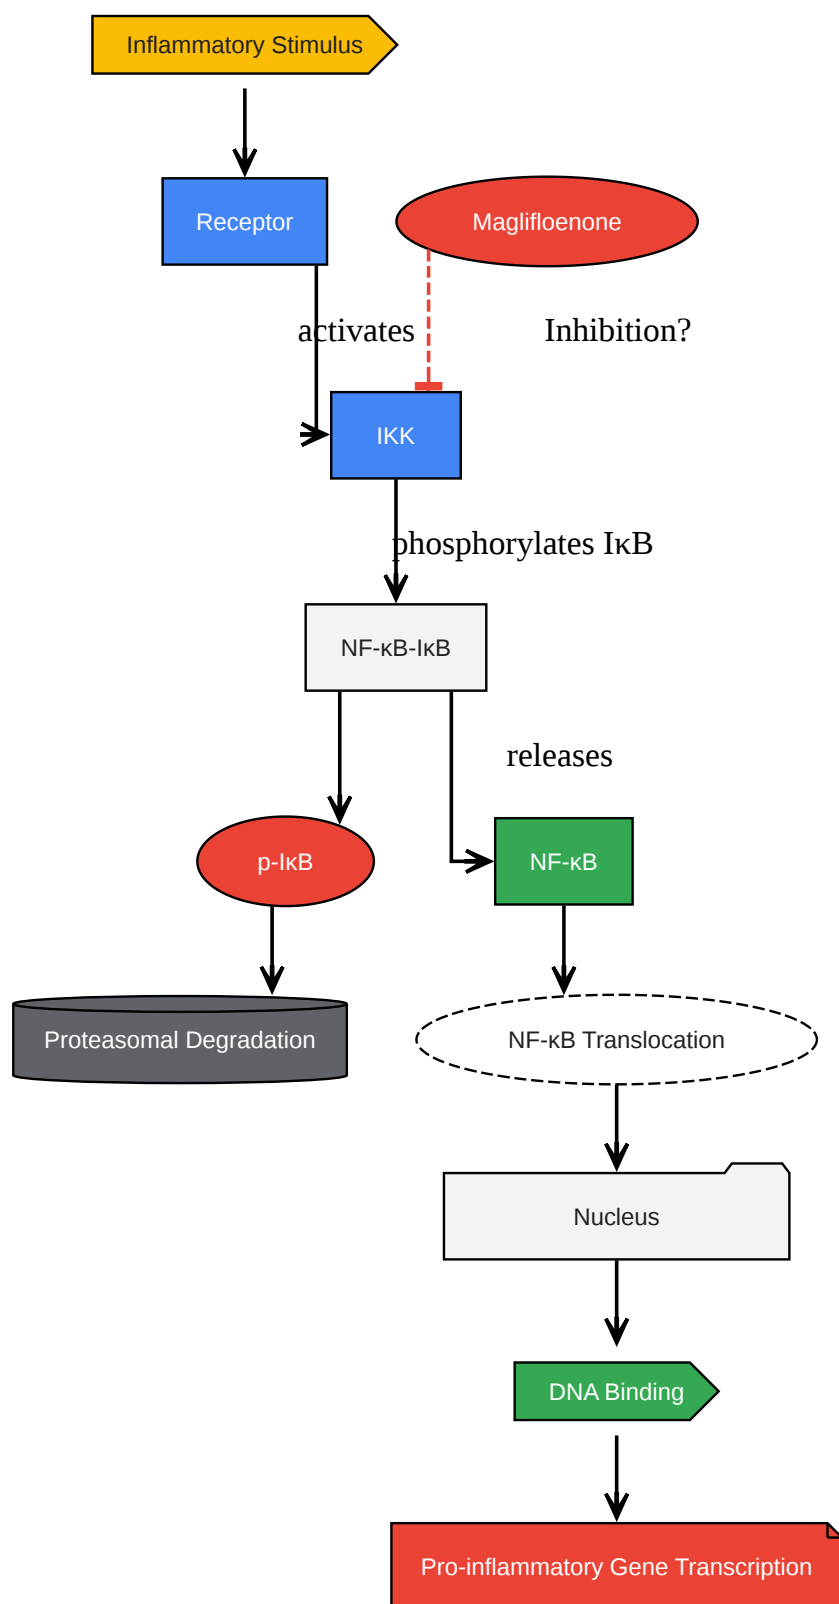 Inflammatory Stimulus
Receptor
Maglifloenone
activates
Inhibition?
IKK
phosphorylates IκB
NF-κB-IκB
releases
p-IκB
NF-κB
Proteasomal Degradation
NF-κB Translocation
Nucleus
DNA Binding
Pro-inflammatory Gene Transcription